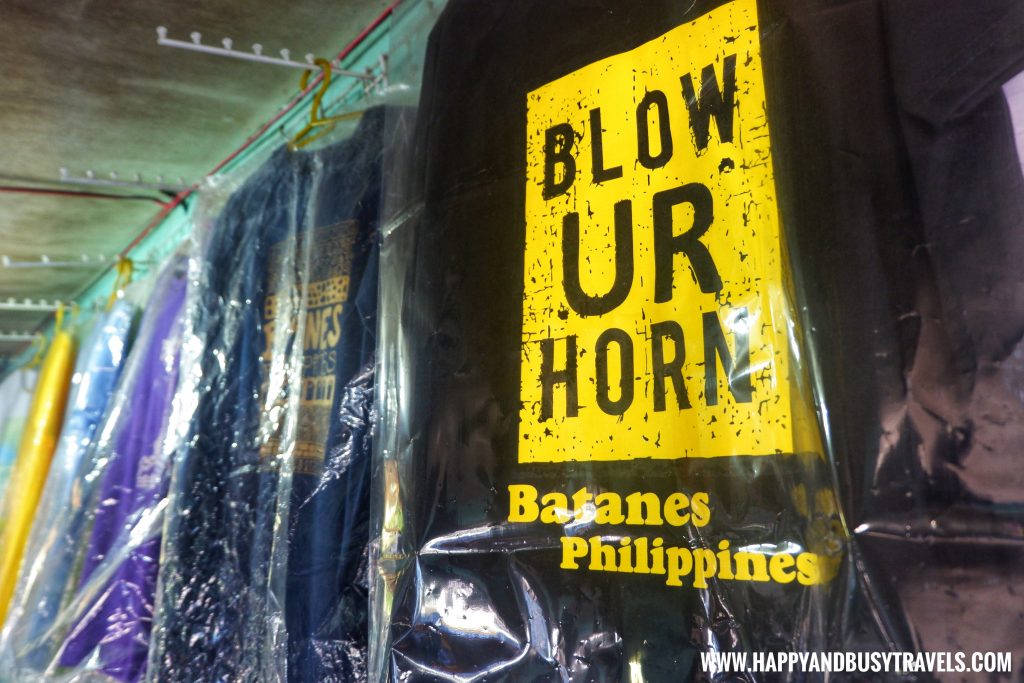 BLOW
UR
HORN
Batanes
Philippines
WWW.HAPPYANDBUSYTRAVELS.COM